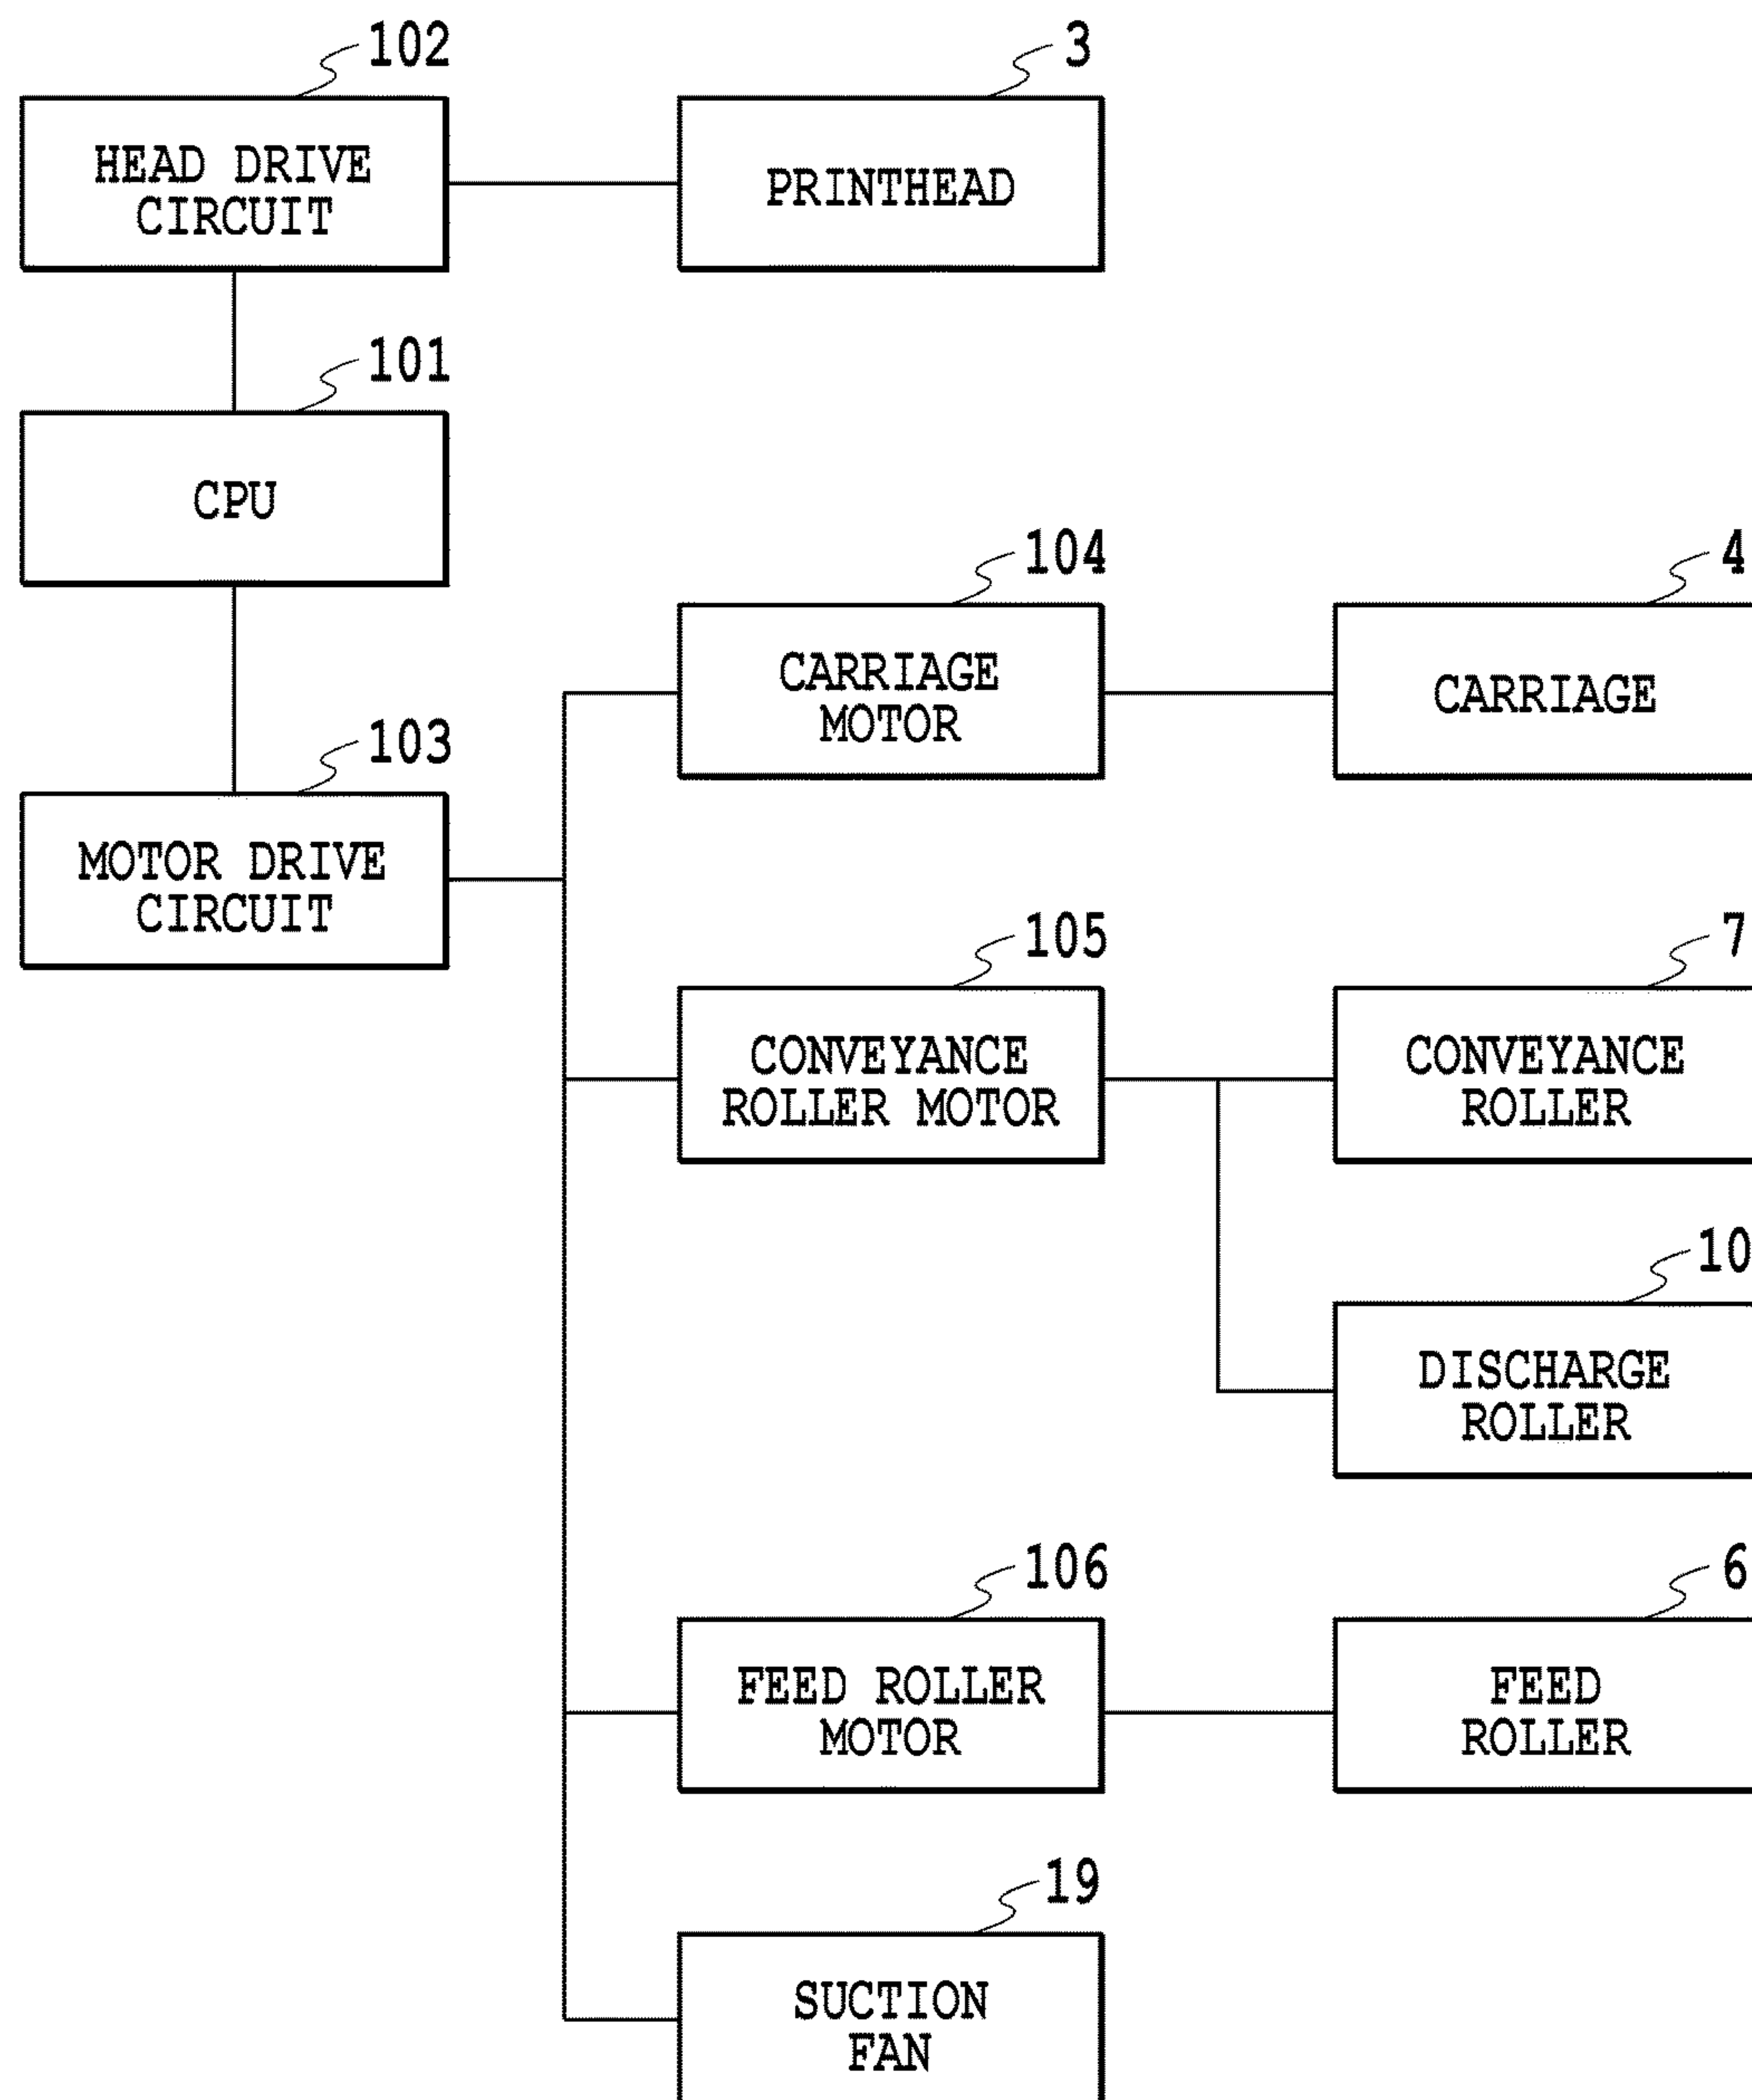 102
3
HEAD DRIVE
CIRCUIT
PRINTHEAD
101
CPU
104
4
CARRIAGE
MOTOR
CARRIAGE
103
MOTOR DRIVE
CIRCUIT
105
7
CONVEYANCE
ROLLER MOTOR
CONVEYANCE
ROLLER
10
DISCHARGE
ROLLER
106
6
FEED ROLLER
MOTOR
FEED
ROLLER
19
SUCTION
FAN